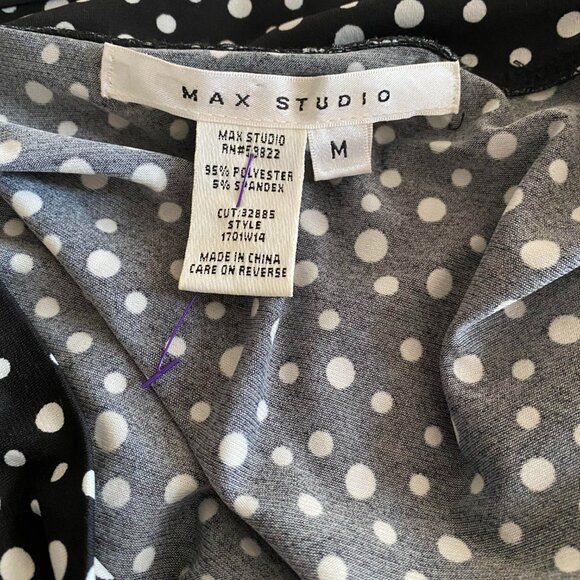 MAX STUDIO
M
MAX STUDIO
RN#53922
95% POLYESTER
5% SPANDEX
CUT:32885
STYLE
1701W14
MADE IN CHINA
CARE ON REVERSE